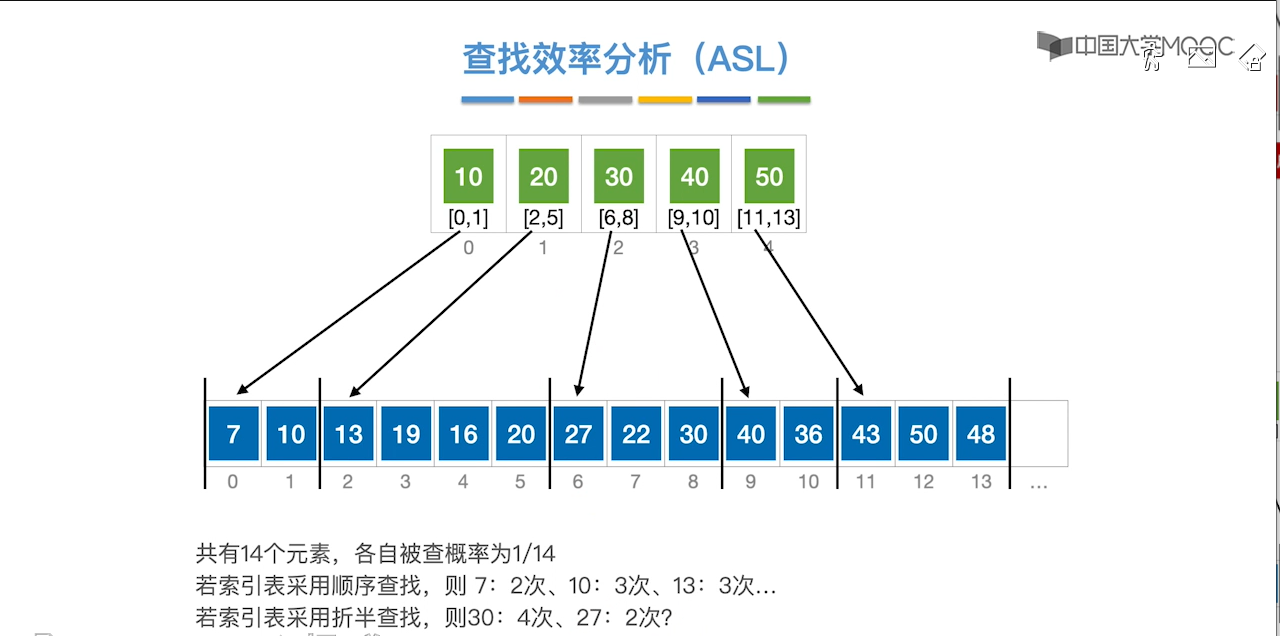 查找效率分析（ASL）
中国大学MOOC
10 20 30 40 50
[0,1] [2,5] [6,8] [9,10] [11,13]
0 1 2 3 4
7 10 13 19 16 20 27 22 30 40 36 43 50 48
0 1 2 3 4 5 6 7 8 9 10 11 12 13 ...
共有14个元素，各自被查概率为1/14
若索引表采用顺序查找，则 7：2次、10：3次、13：3次...
若索引表采用折半查找，则30：4次、27：2次?